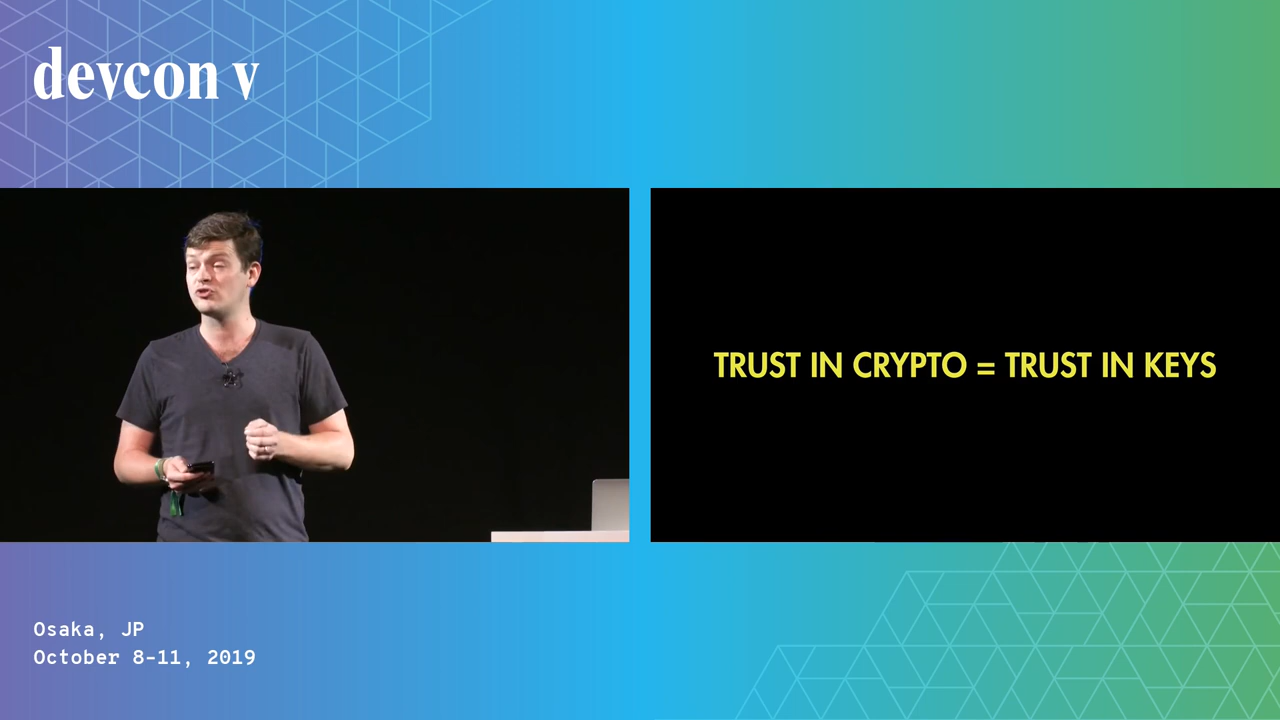 devcon v
TRUST IN CRYPTO = TRUST IN KEYS
Osaka, JP
October 8-11, 2019